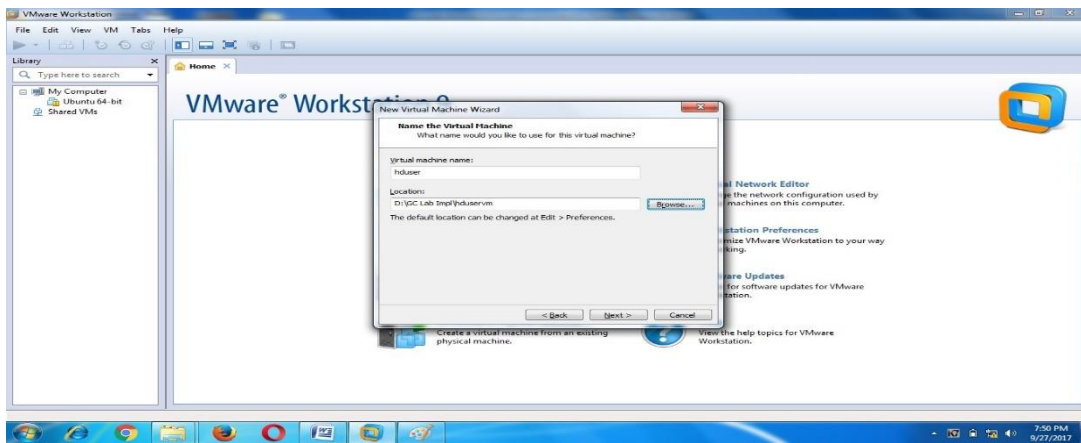 VMware Workstation
File Edit View VM Tabs Help
Library
Type here to search
My Computer
Ubuntu 64-bit
Shared VMs
Home
VMware® Workstation 9
New Virtual Machine Wizard
Name the Virtual Machine
What name would you like to use for this virtual machine?
Virtual machine name:
hduser
Location:
D:\GC Lab Impl\hduservm
Browse...
The default location can be changed at Edit > Preferences.
< Back Next > Cancel
al Network Editor
e the network configuration used by
machines on this computer.
station Preferences
mize VMware Workstation to your way
king.
are Updates
for software updates for VMware
tation.
Create a virtual machine from an existing
physical machine.
View the help topics for VMware
Workstation.
7:50 PM
9/27/2017